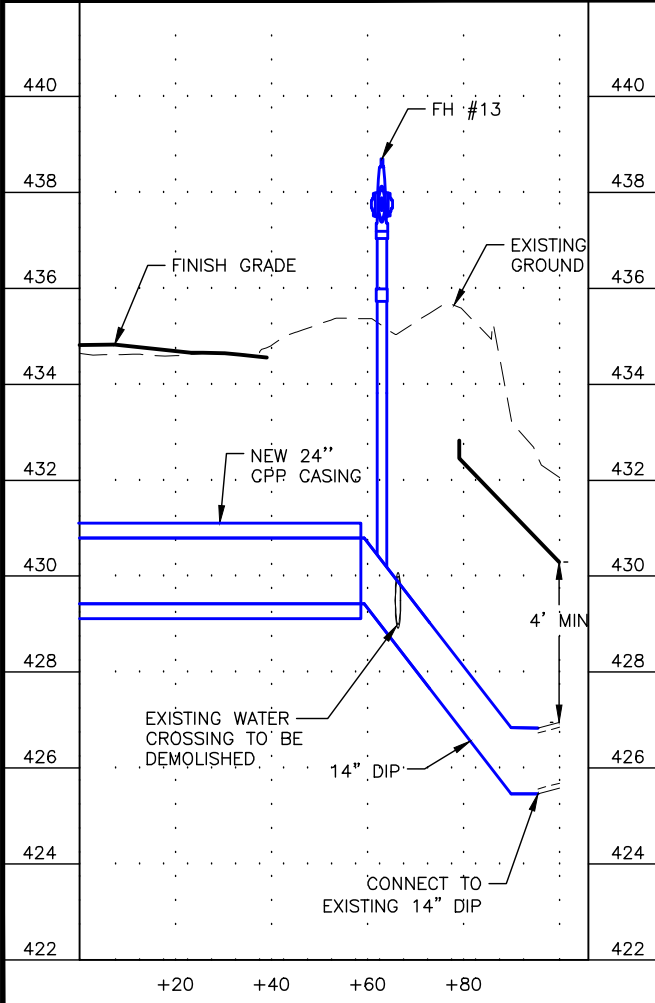 440
440
FH #13
438
438
EXISTING
GROUND
436
436
FINISH GRADE
434
434
432
432
NEW 24''
CPP CASING
430
430
4' MIN
428
428
EXISTING WATER
CROSSING TO BE
DEMOLISHED
426
426
14" DIP
424
424
CONNECT TO
EXISTING 14" DIP
422
422
+20
+40
+60
+80